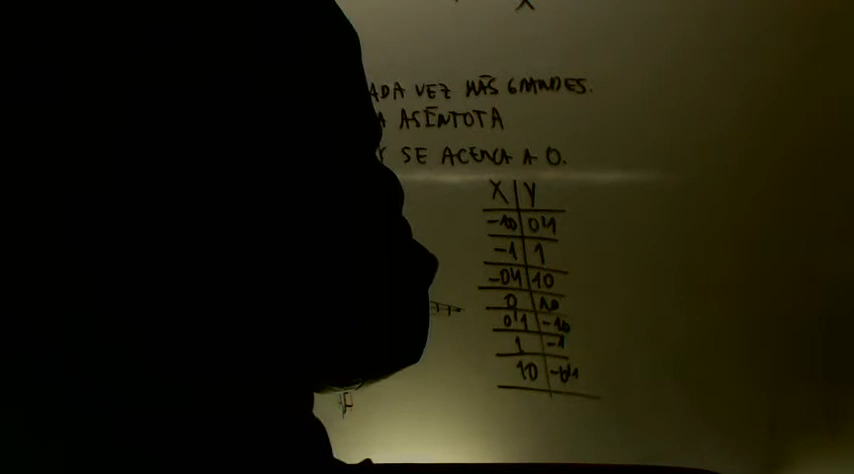 X
ADA VEZ MÁS GRANDES.
A ASÍNTOTA
Y SE ACERCA A 0.
X Y
-10 0'1
-1 1
-0'1 10
0
0'1 -10
1 -1
10 -0'1